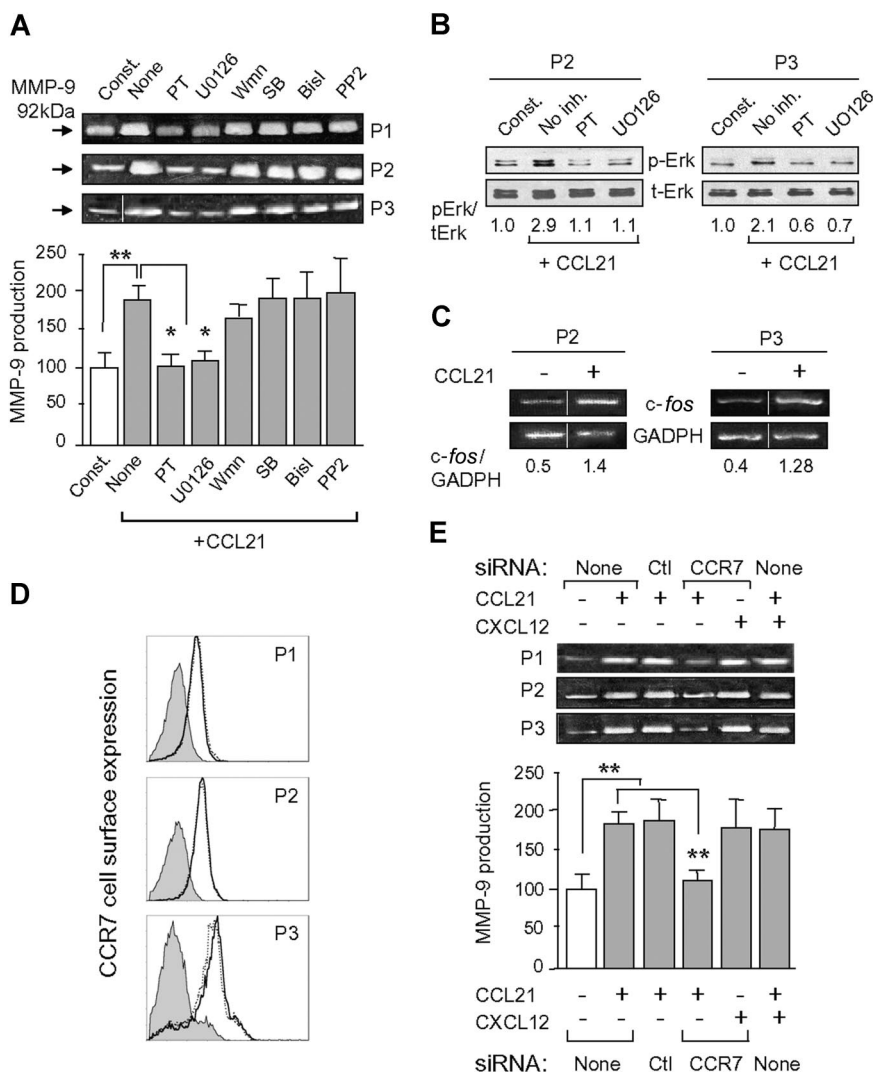 A
MMP-9
92kDa
Const. None PT U0126 Wmn SB BisI PP2
P1
P2
P3
MMP-9 production
250
200
150
100
50
0
** * *
Const. None PT U0126 Wmn SB BisI PP2
+CCL21
B
P2 P3
Const. No inh. PT UO126 Const. No inh. PT UO126
p-Erk
t-Erk
pErk/
tErk
1.0 2.9 1.1 1.1 1.0 2.1 0.6 0.7
+ CCL21 + CCL21
C
P2 P3
CCL21 - + - +
c-fos
GADPH
c-fos/
GADPH
0.5 1.4 0.4 1.28
D
CCR7 cell surface expression
P1
P2
P3
E
siRNA: None Ctl CCR7 None
CCL21 - + + + - +
CXCL12 - - - - + +
P1
P2
P3
MMP-9 production
250
200
150
100
50
0
** **
CCL21 - + + + - +
CXCL12 - - - - + +
siRNA: None Ctl CCR7 None